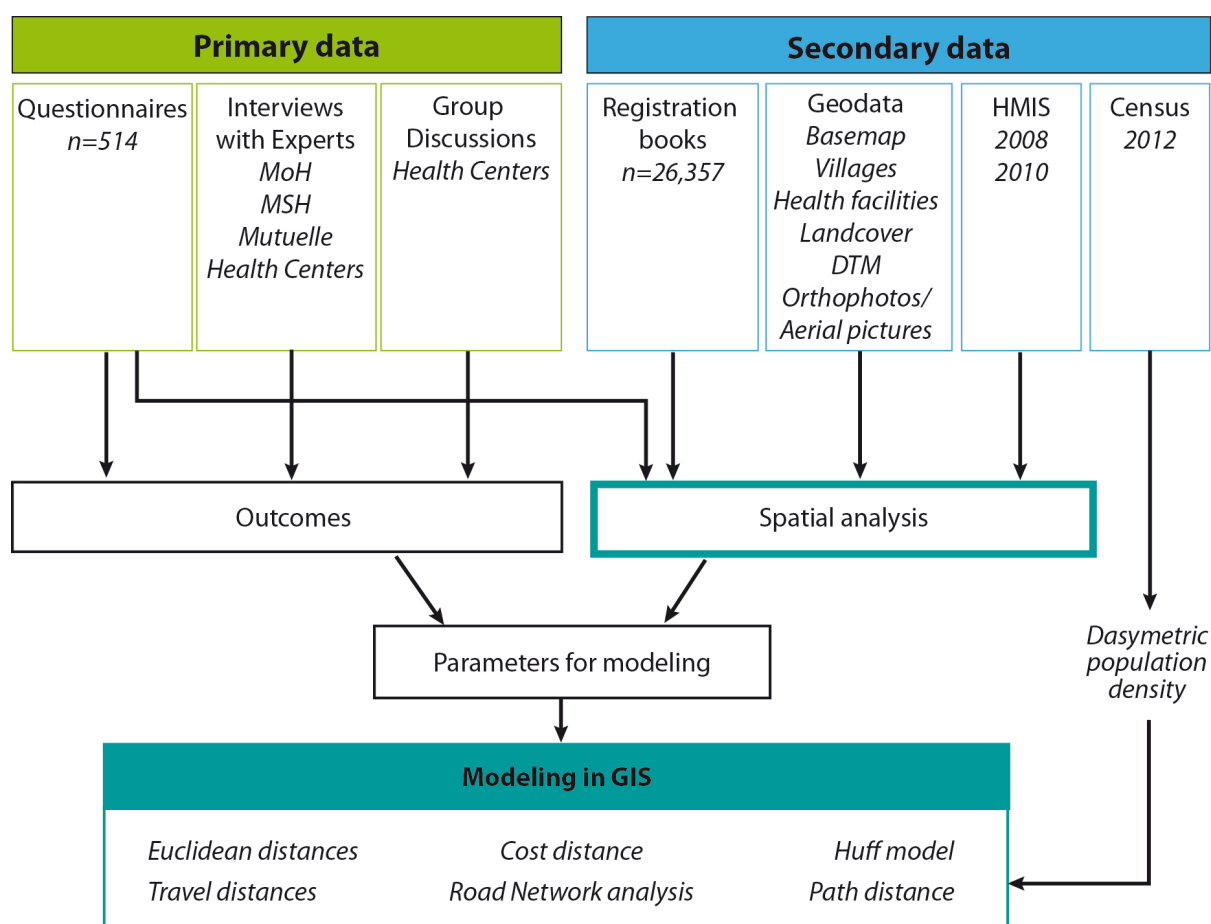 Primary data
Secondary data
Questionnaires
n=514
Interviews
with Experts
MoH
MSH
Mutuelle
Health Centers
Group
Discussions
Health Centers
Registration
books
n=26,357
Geodata
Basemap
Villages
Health facilities
Landcover
DTM
Orthophotos/
Aerial pictures
HMIS
2008
2010
Census
2012
Outcomes
Spatial analysis
Parameters for modeling
Dasymetric
population
density
Modeling in GIS
Euclidean distances
Cost distance
Huff model
Travel distances
Road Network analysis
Path distance